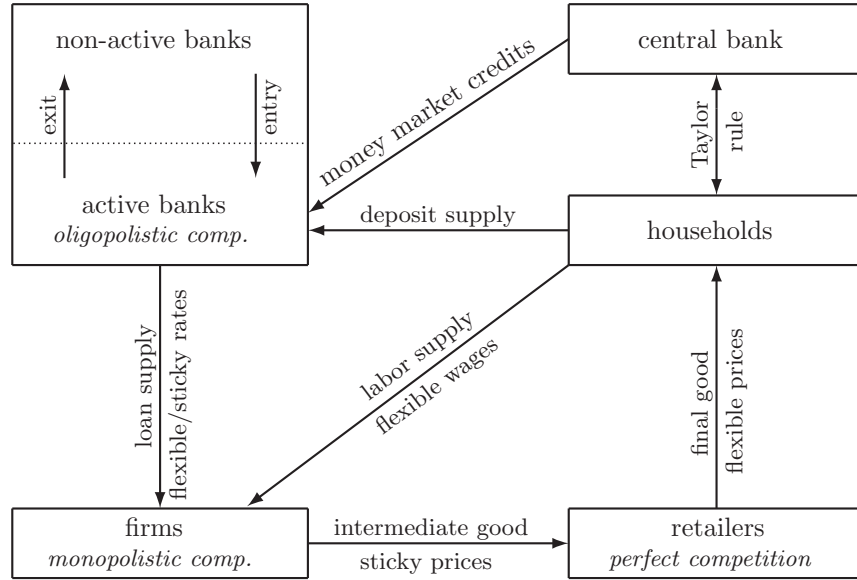 non-active banks
exit
entry
active banks
oligopolistic comp.
money market credits
central bank
Taylor
rule
deposit supply
households
loan supply
flexible/sticky rates
labor supply
flexible wages
final good
flexible prices
firms
monopolistic comp.
intermediate good
sticky prices
retailers
perfect competition